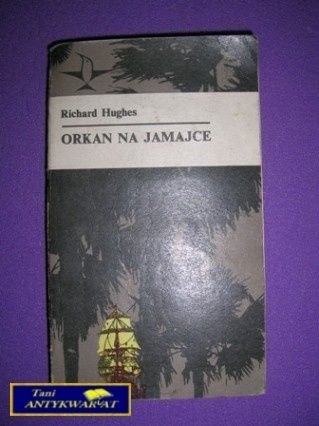 Richard Hughes
ORKAN NA JAMAJCE
Tani
ANTYKWARIAT